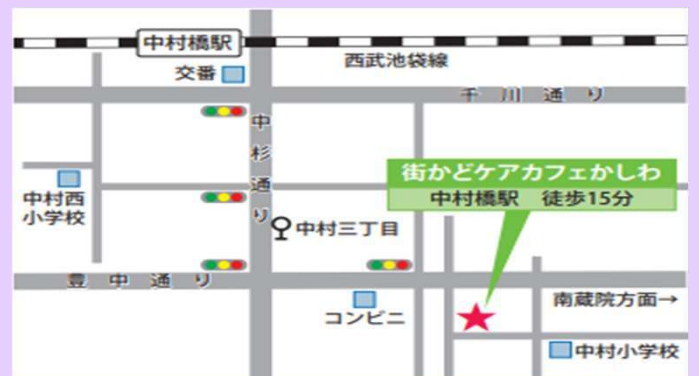 中村橋駅
西武池袋線
交番
千川通り
中杉通り
街かどケアカフェかしわ
中村橋駅 徒歩15分
中村西
小学校
中村三丁目
豊中通り
南蔵院方面→
コンビニ
中村小学校